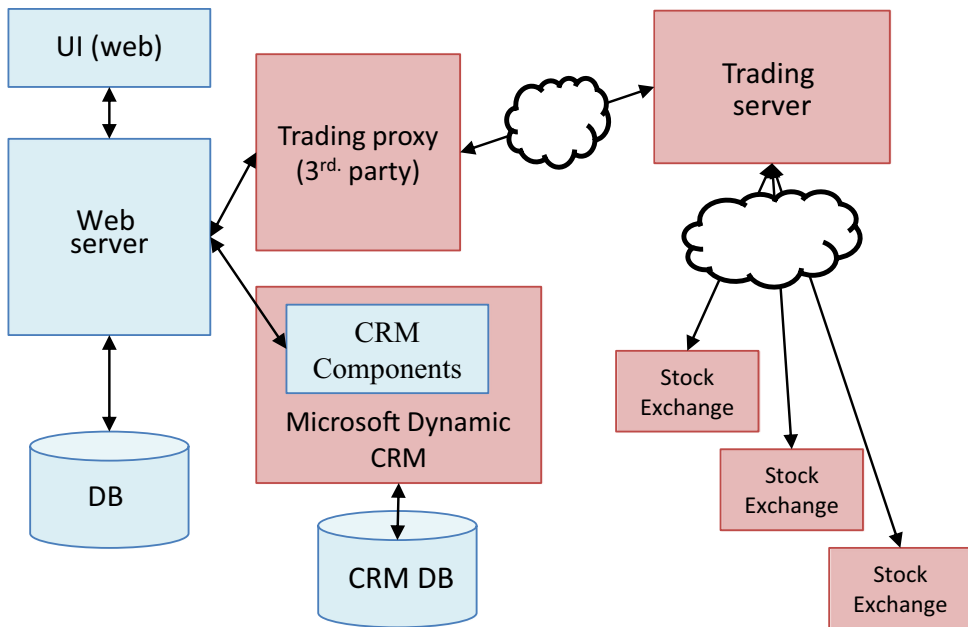 UI (web)
Trading proxy
(3rd. party)
Trading
server
Web
server
CRM
Components
Microsoft Dynamic
CRM
Stock
Exchange
Stock
Exchange
Stock
Exchange
DB
CRM DB